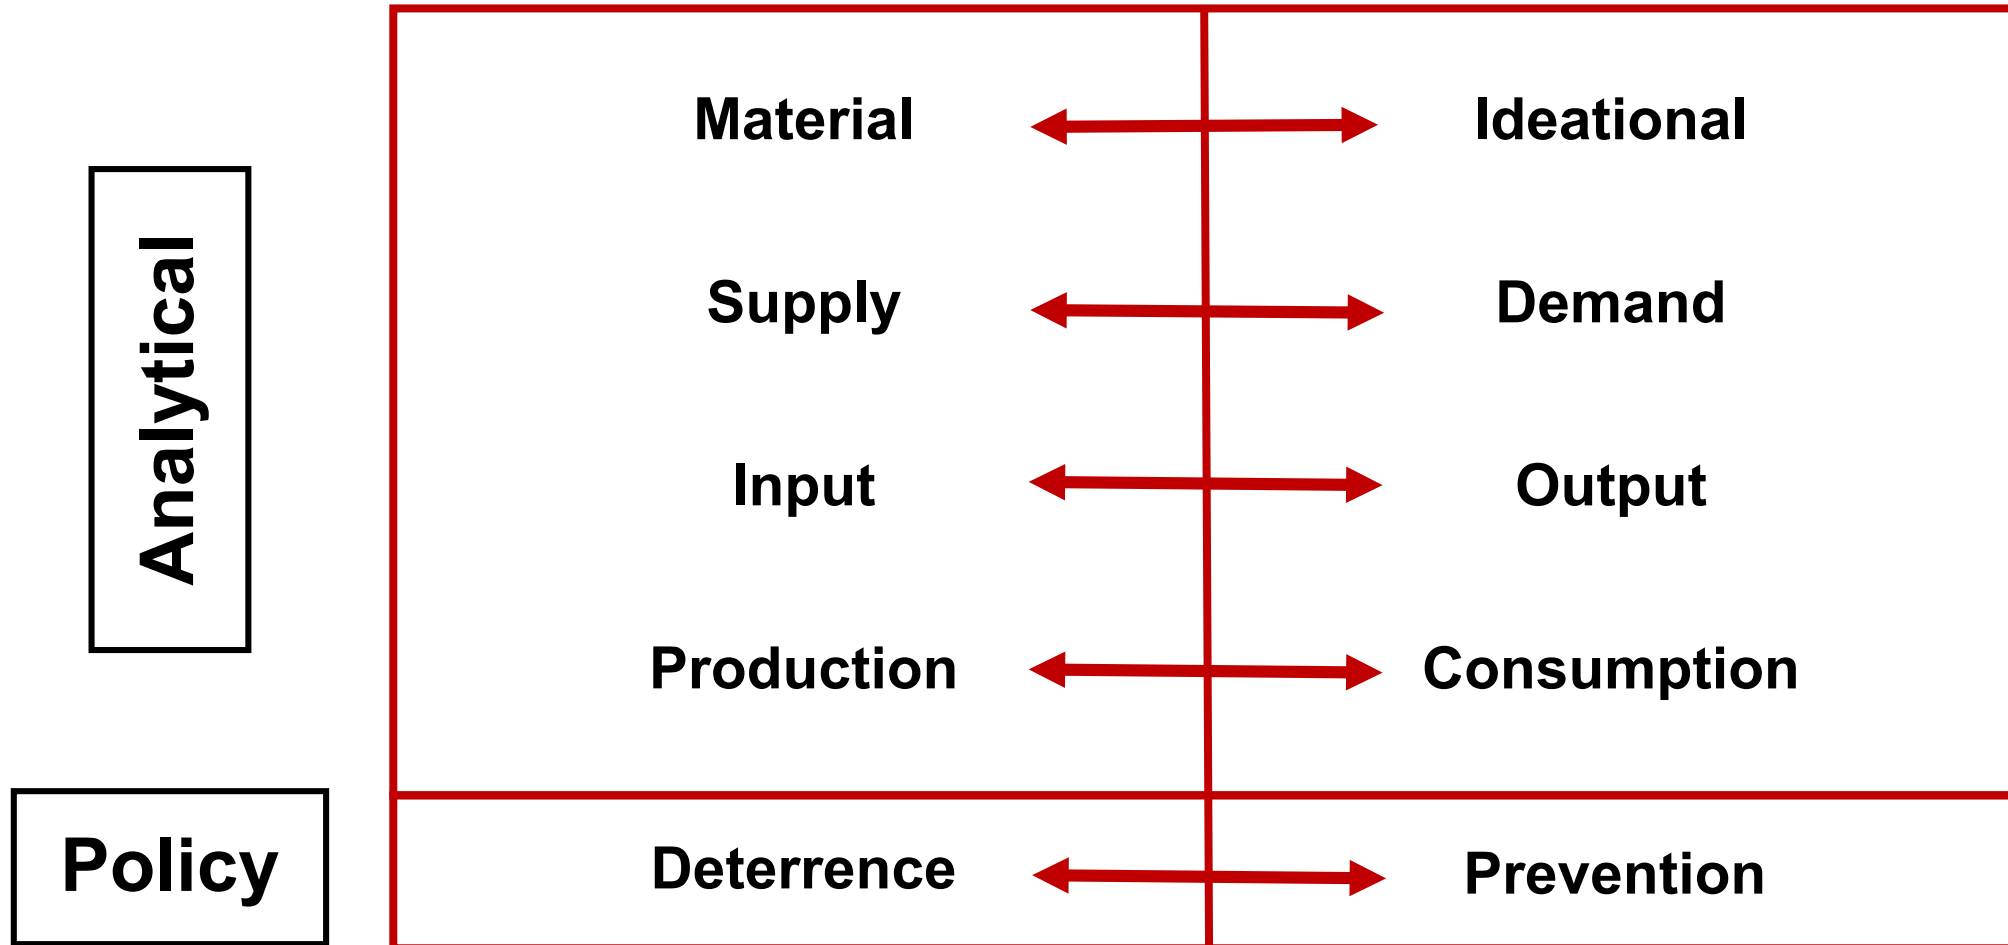 Analytical
Material Ideational
Supply Demand
Input Output
Production Consumption
Policy
Deterrence Prevention